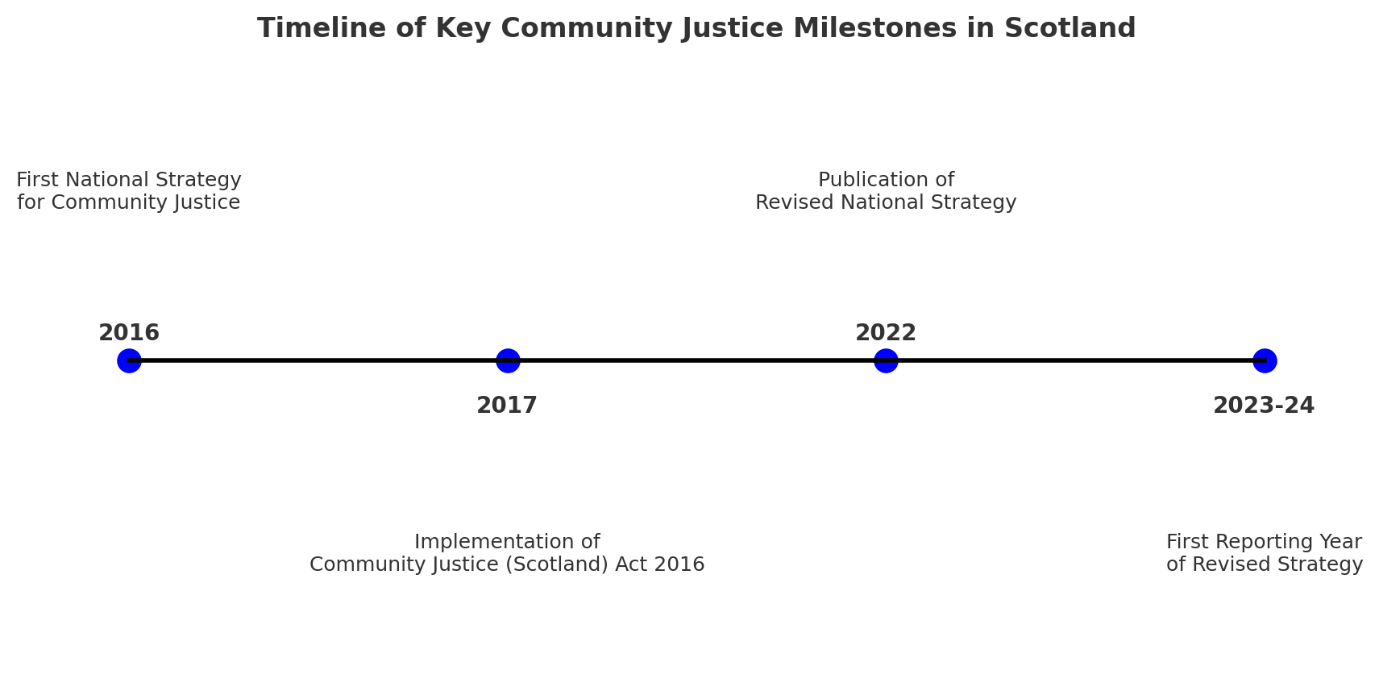 Timeline of Key Community Justice Milestones in Scotland
First National Strategy
for Community Justice
Publication of
Revised National Strategy
2016
2022
2017
2023-24
Implementation of
Community Justice (Scotland) Act 2016
First Reporting Year
of Revised Strategy